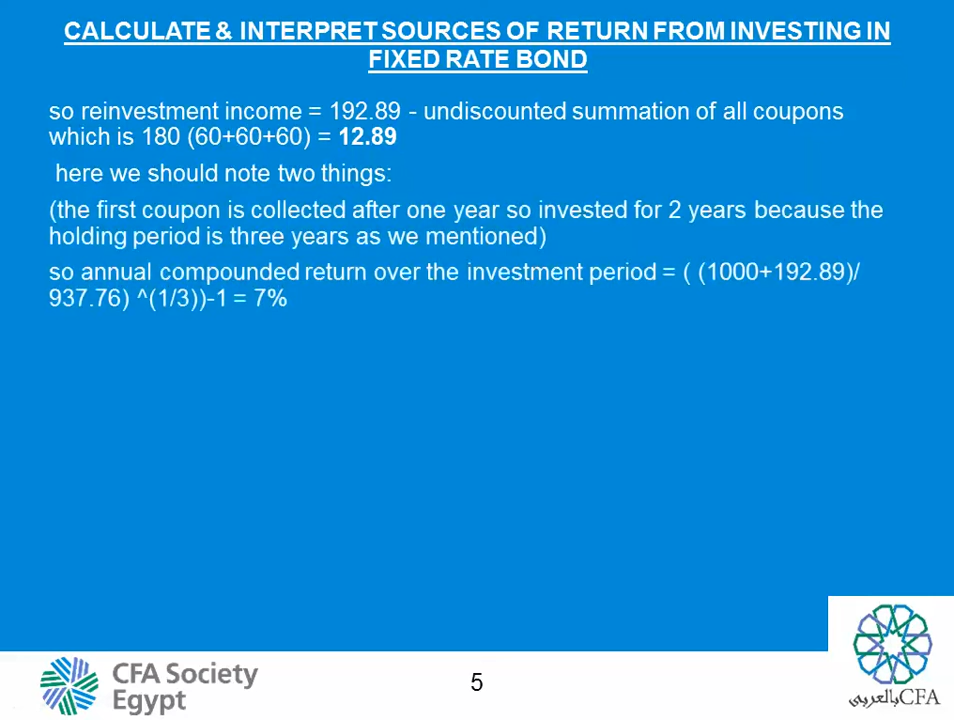 CALCULATE & INTERPRET SOURCES OF RETURN FROM INVESTING IN
FIXED RATE BOND
so reinvestment income = 192.89 - undiscounted summation of all coupons
which is 180 (60+60+60) = 12.89
here we should note two things:
(the first coupon is collected after one year so invested for 2 years because the
holding period is three years as we mentioned)
so annual compounded return over the investment period = ( (1000+192.89)/
937.76) ^(1/3))-1 = 7%
CFA Society
Egypt
5
بالعربي CFA